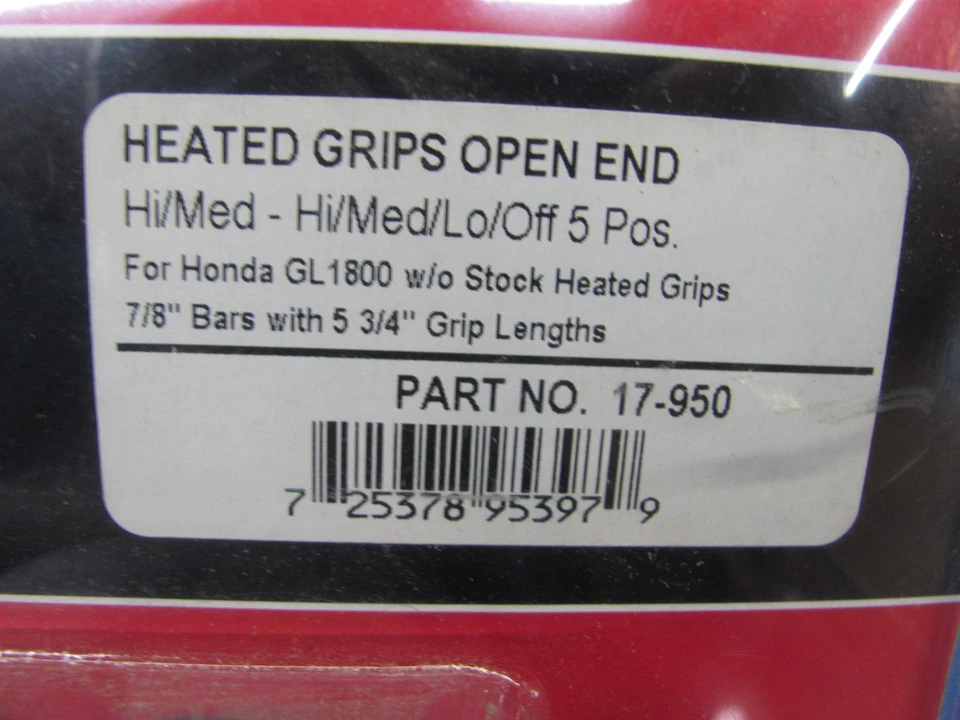 HEATED GRIPS OPEN END
Hi/Med - Hi/Med/Lo/Off 5 Pos.
For Honda GL1800 w/o Stock Heated Grips
7/8" Bars with 5 3/4" Grip Lengths
PART NO. 17-950
7 25378 95397 9